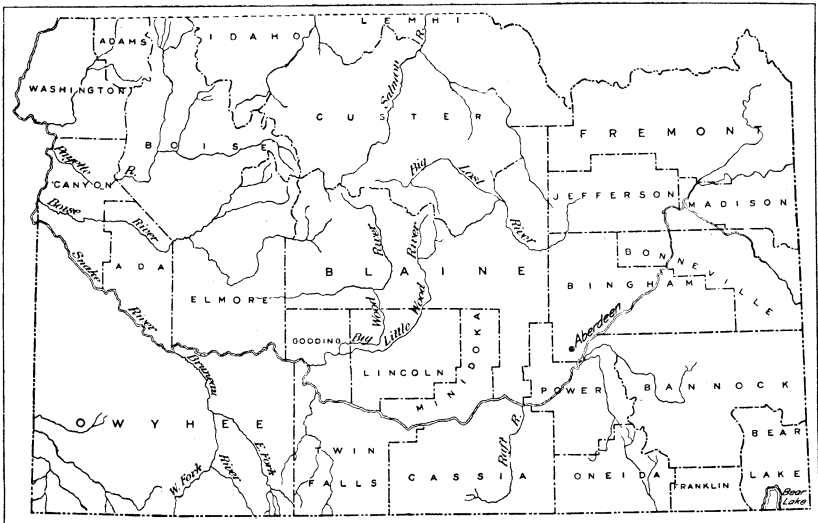 LEMHI
IDAHO
ADAMS
R.
WASHINGTON
Salmon
CUSTER
FREMONT
BOISE
Payette
R.
Big Lost River
CANYON
JEFFERSON
MADISON
Boise River
River
River
BONNEVILLE
Snake River
ADA
BLAINE
BINGHAM
ELMORE
Wood
Wood
Aberdeen
GOODING
Big
Little
MINIDOKA
Bruneau
LINCOLN
POWER
BANNOCK
OWYHEE
R.
BEAR
TWIN
E. Fork
Raft
W. Fork
River
FALLS
CASSIA
ONEIDA
LAKE
FRANKLIN
Bear
Lake